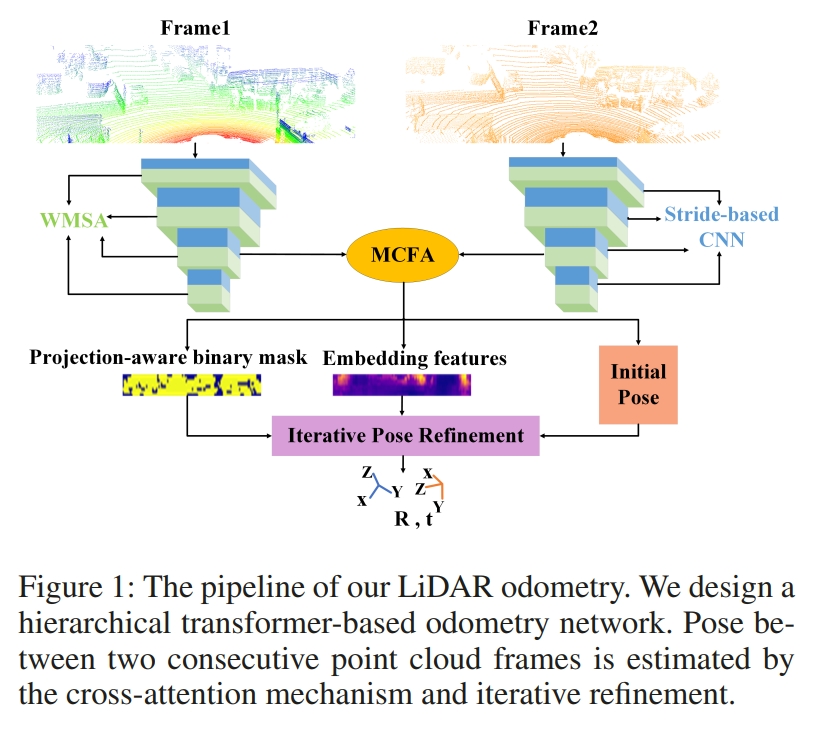 Frame1
Frame2
WMSA
Stride-based
CNN
MCFA
Projection-aware binary mask
Embedding features
Initial
Pose
Iterative Pose Refinement
Z
Y
X
X
Z
Y
R , t
Figure 1: The pipeline of our LiDAR odometry. We design a
hierarchical transformer-based odometry network. Pose be-
tween two consecutive point cloud frames is estimated by
the cross-attention mechanism and iterative refinement.